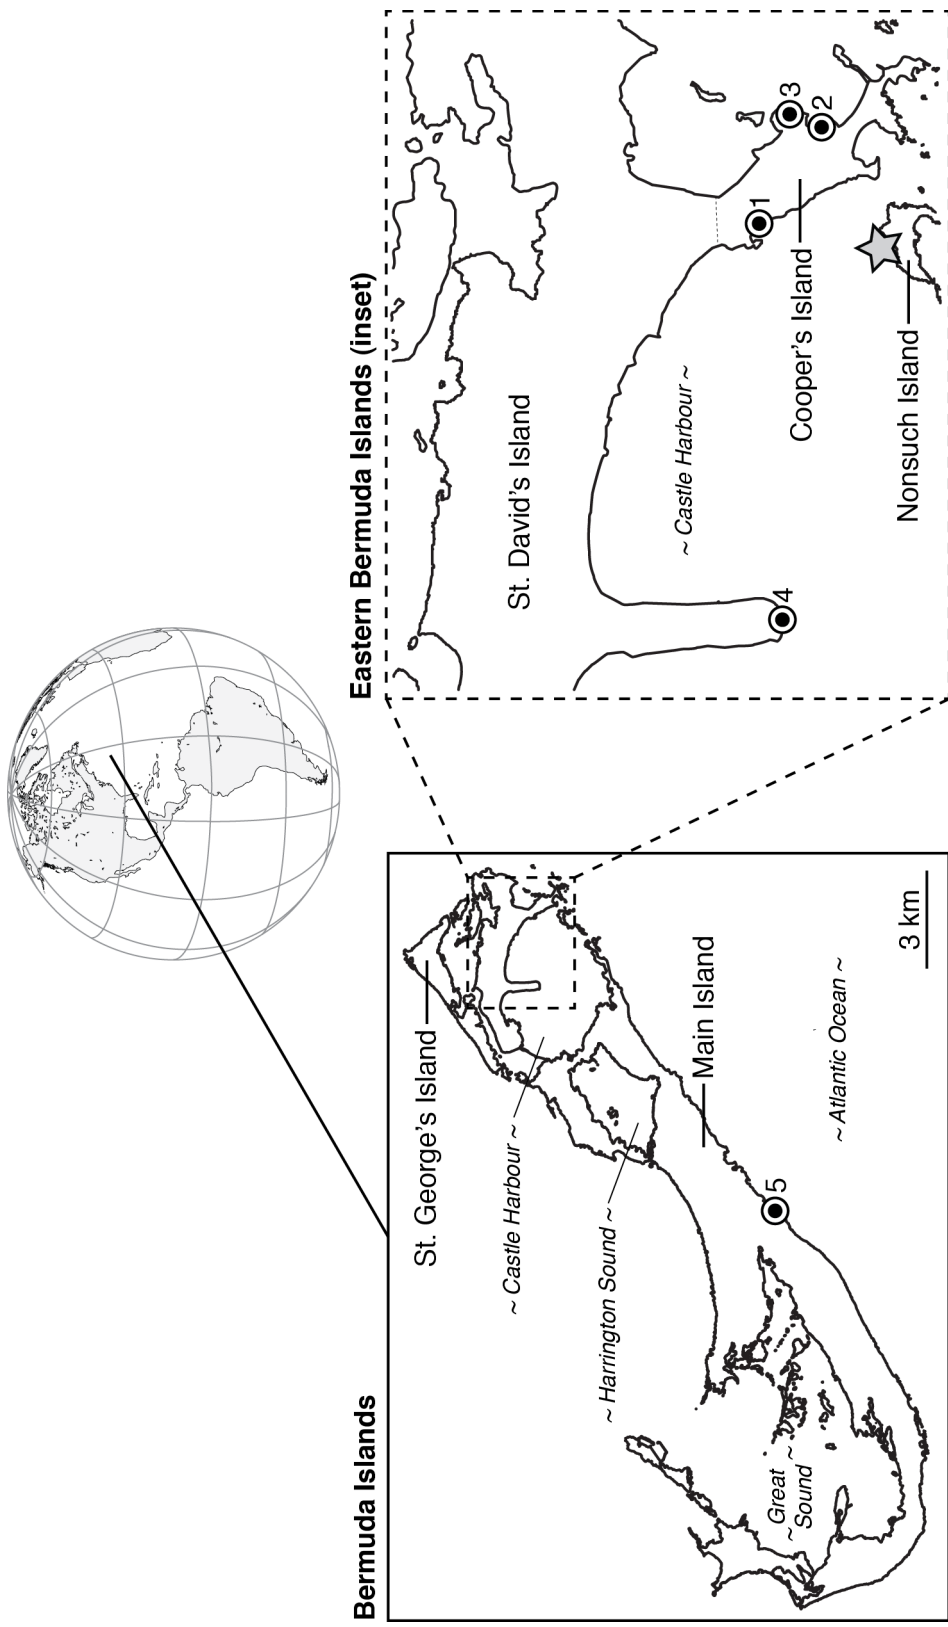 Bermuda Islands
St. George's Island
~ Castle Harbour ~
~ Harrington Sound ~
Main Island
5
~ Great
Sound ~
~ Atlantic Ocean ~
3 km
Eastern Bermuda Islands (inset)
St. David's Island
~ Castle Harbour ~
1
2
3
4
Cooper's Island
Nonsuch Island